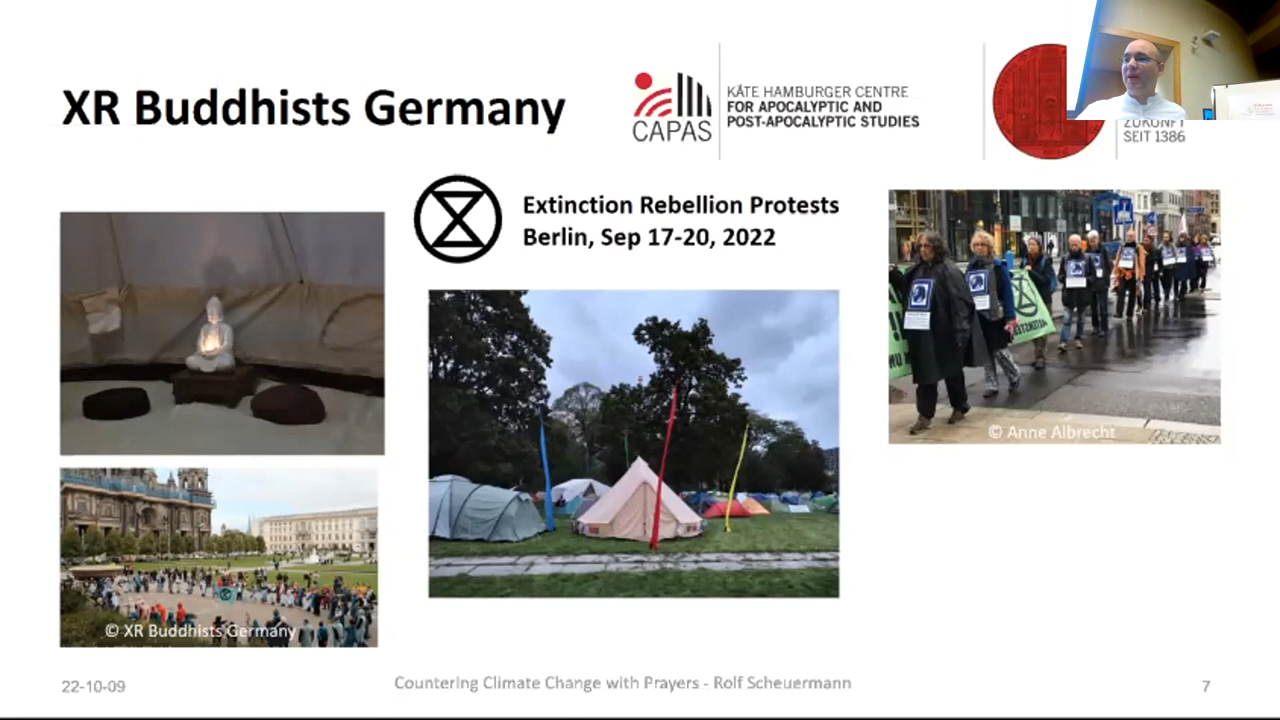 XR Buddhists Germany
CAPAS
KÄTE HAMBURGER CENTRE
FOR APOCALYPTIC AND
POST-APOCALYPTIC STUDIES
ZUKUNFT
SEIT 1386
Extinction Rebellion Protests
Berlin, Sep 17-20, 2022
© Anne Albrecht
© XR Buddhists Germany
22-10-09
Countering Climate Change with Prayers - Rolf Scheuermann
7